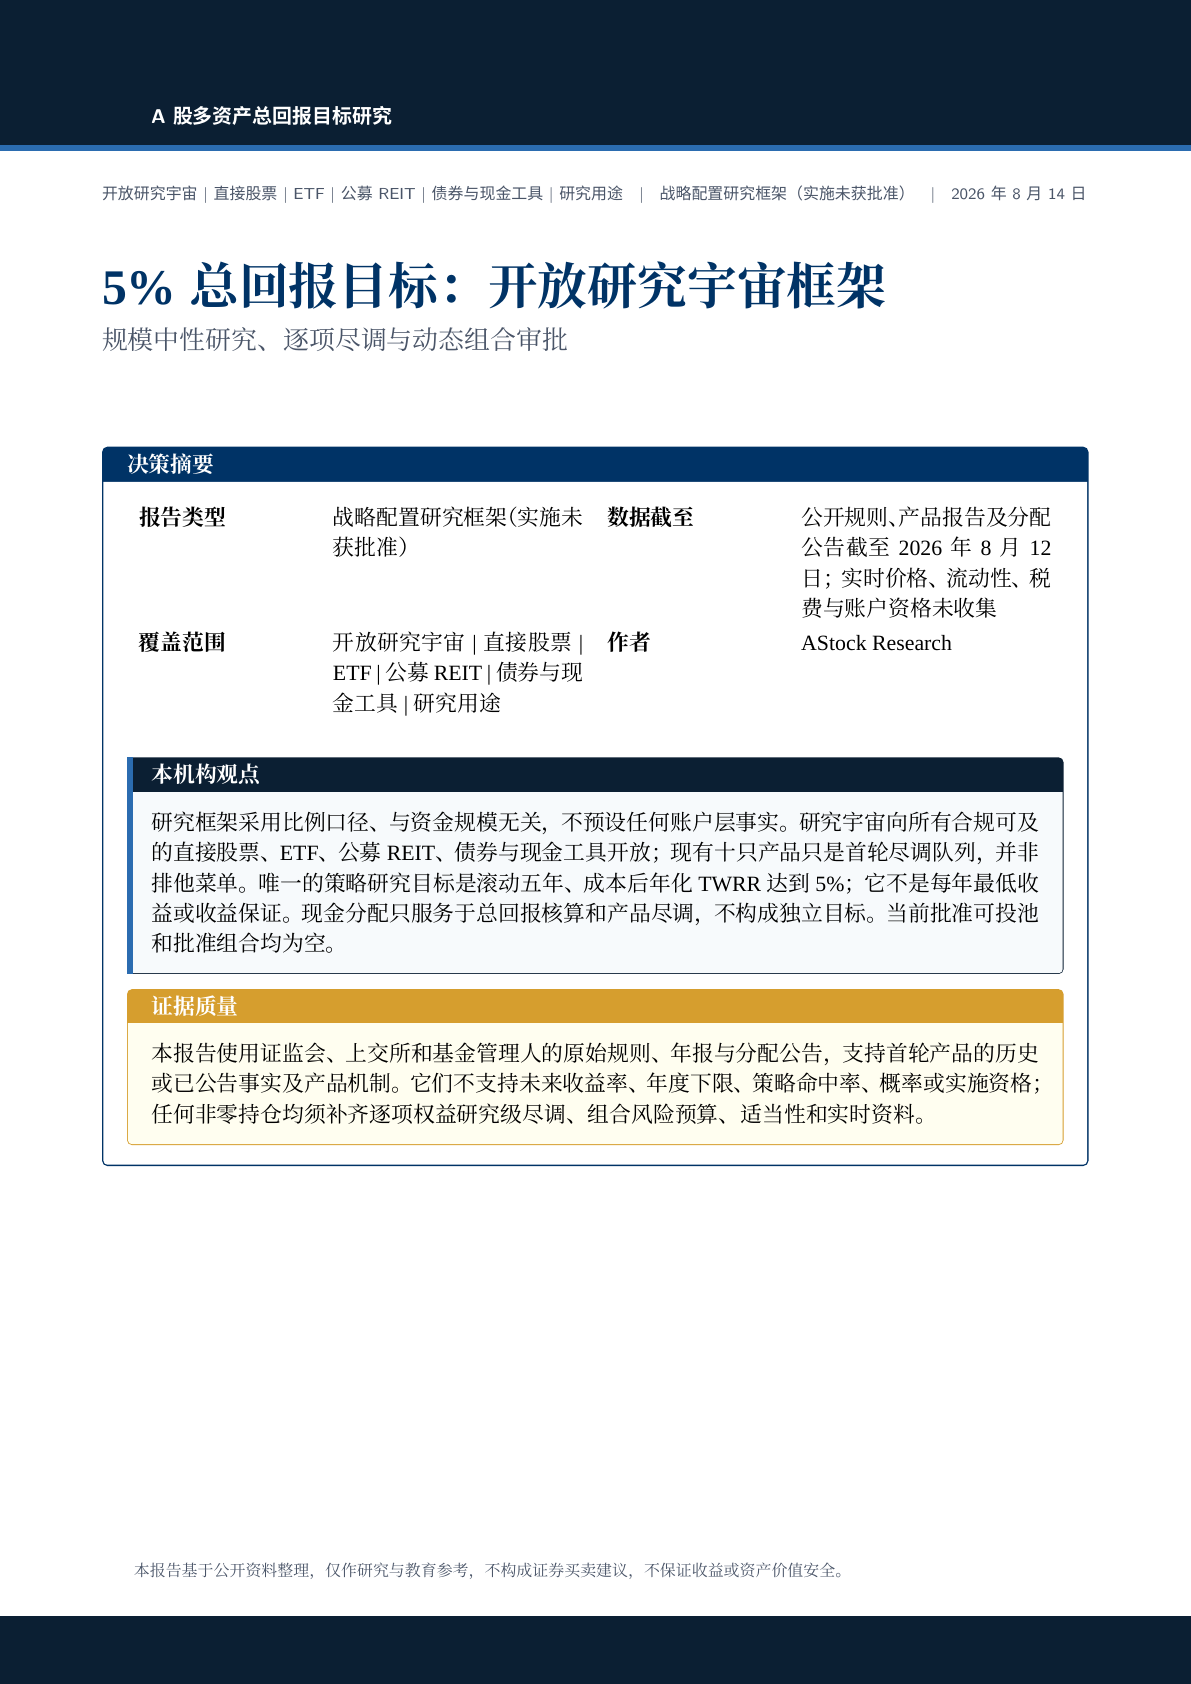 A 股多资产总回报目标研究
开放研究宇宙 | 直接股票 | ETF | 公募 REIT | 债券与现金工具 | 研究用途 | 战略配置研究框架（实施未获批准） | 2026 年 8 月 14 日
5% 总回报目标：开放研究宇宙框架
规模中性研究、逐项尽调与动态组合审批
决策摘要
报告类型
战略配置研究框架（实施未
获批准）
数据截至
公开规则、产品报告及分配
公告截至 2026 年 8 月 12
日；实时价格、流动性、税
费与账户资格未收集
覆盖范围
开放研究宇宙 | 直接股票 |
ETF | 公募 REIT | 债券与现
金工具 | 研究用途
作者
AStock Research
本机构观点
研究框架采用比例口径、与资金规模无关，不预设任何账户层事实。研究宇宙向所有合规可及
的直接股票、ETF、公募 REIT、债券与现金工具开放；现有十只产品只是首轮尽调队列，并非
排他菜单。唯一的策略研究目标是滚动五年、成本后年化 TWRR 达到 5%；它不是每年最低收
益或收益保证。现金分配只服务于总回报核算和产品尽调，不构成独立目标。当前批准可投池
和批准组合均为空。
证据质量
本报告使用证监会、上交所和基金管理人的原始规则、年报与分配公告，支持首轮产品的历史
或已公告事实及产品机制。它们不支持未来收益率、年度下限、策略命中率、概率或实施资格；
任何非零持仓均须补齐逐项权益研究级尽调、组合风险预算、适当性和实时资料。
本报告基于公开资料整理，仅作研究与教育参考，不构成证券买卖建议，不保证收益或资产价值安全。